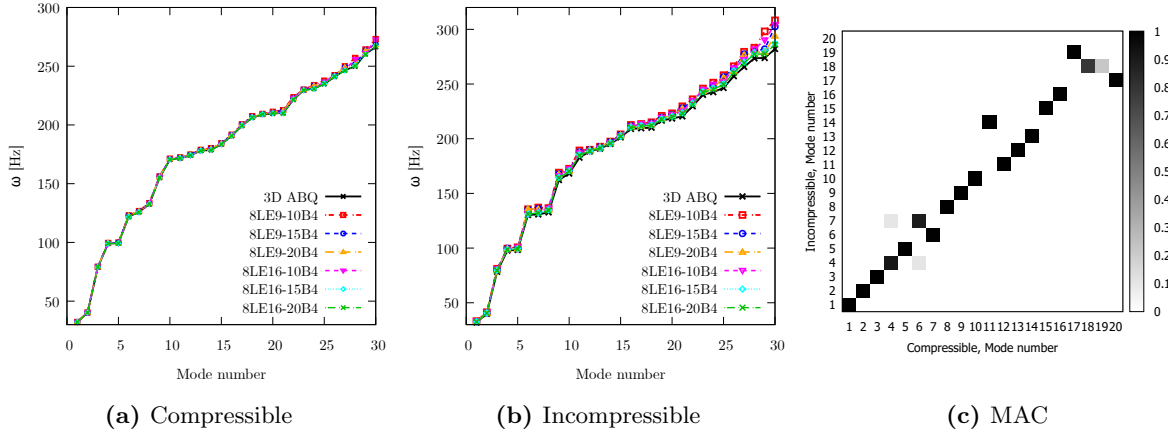 300
250
200
150
100
50
ω [Hz]
0 5 10 15 20 25 30
Mode number
3D ABQ
8LE9-10B4
8LE9-15B4
8LE9-20B4
8LE16-10B4
8LE16-15B4
8LE16-20B4
(a) Compressible
300
250
200
150
100
50
ω [Hz]
0 5 10 15 20 25 30
Mode number
3D ABQ
8LE9-10B4
8LE9-15B4
8LE9-20B4
8LE16-10B4
8LE16-15B4
8LE16-20B4
(b) Incompressible
20
19
18
17
16
15
14
13
12
11
10
9
8
7
6
5
4
3
2
1
Incompressible, Mode number
1 2 3 4 5 6 7 8 9 10 11 12 13 14 15 16 17 18 19 20
Compressible, Mode number
1
0.9
0.8
0.7
0.6
0.5
0.4
0.3
0.2
0.1
0
(c) MAC